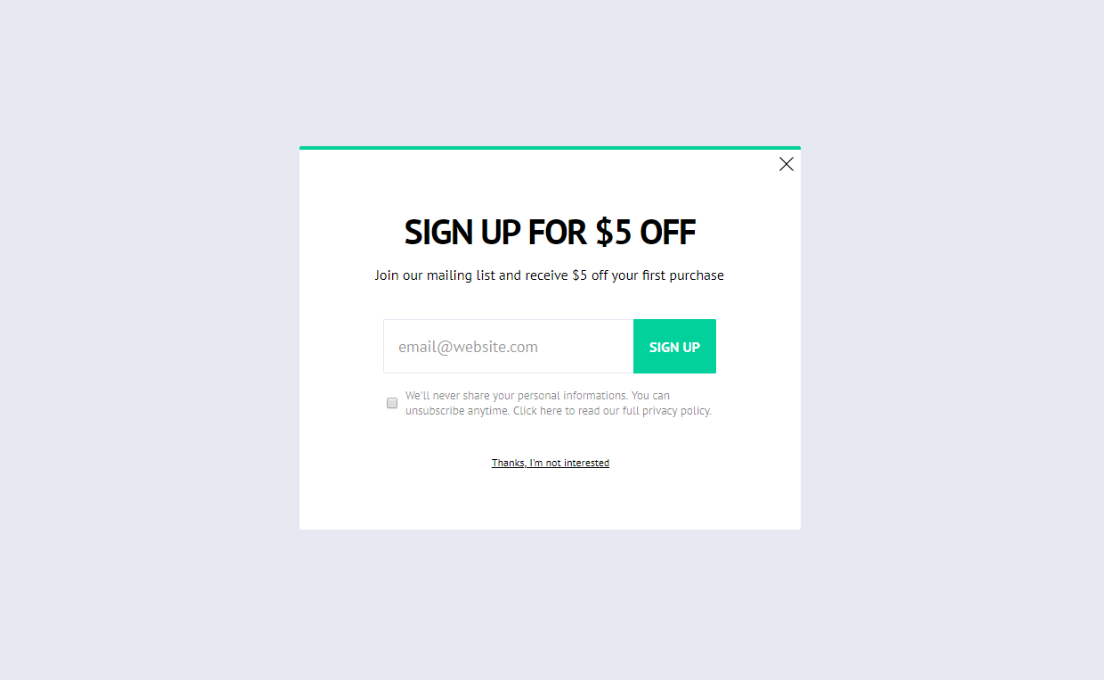 SIGN UP FOR $5 OFF
Join our mailing list and receive $5 off your first purchase
email@website.com
SIGN UP
We'll never share your personal informations. You can
unsubscribe anytime. Click here to read our full privacy policy.
Thanks, I'm not interested